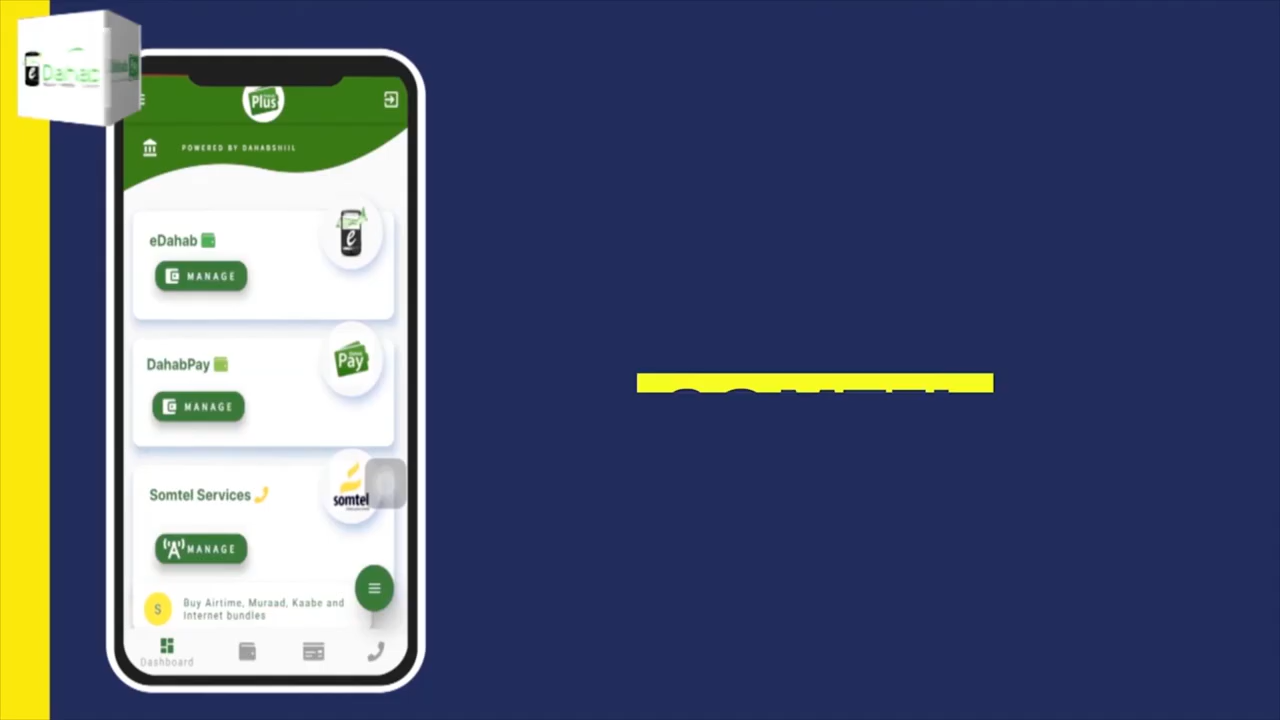 e Dahab
Plus
POWERED BY DAHABSHIIL
eDahab
e
MANAGE
DahabPay
Pay
MANAGE
Somtel Services
somtel
MANAGE
S
Buy Airtime, Muraad, Kaabe and
Internet bundles
Dashboard